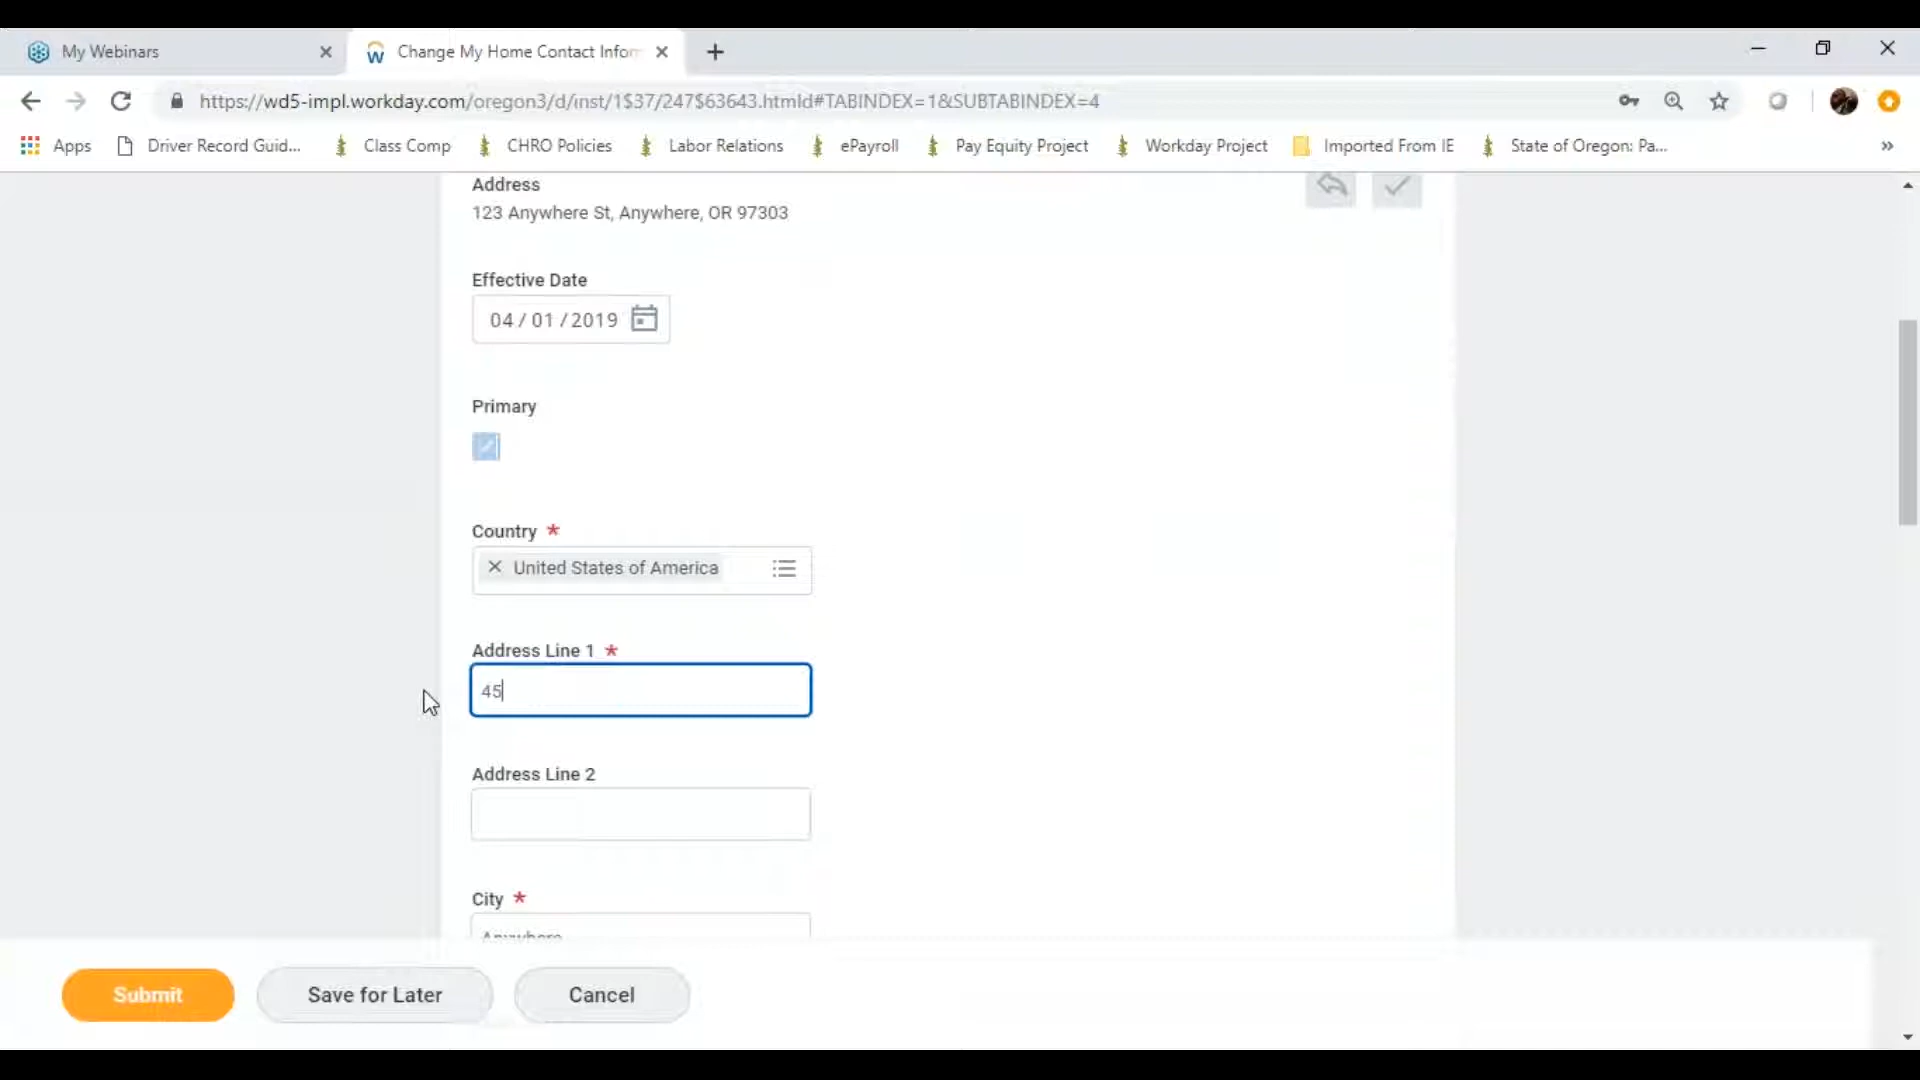 My Webinars
Change My Home Contact Infor
https://wd5-impl.workday.com/oregon3/d/inst/1$37/247$63643.htmld#TABINDEX=1&SUBTABINDEX=4
Apps Driver Record Guid... Class Comp CHRO Policies Labor Relations ePayroll Pay Equity Project Workday Project Imported From IE State of Oregon: Pa... »
Address
123 Anywhere St, Anywhere, OR 97303
Effective Date
04 / 01 / 2019
Primary
Country *
United States of America
Address Line 1 *
45
Address Line 2
City *
Anywhere
Submit Save for Later Cancel